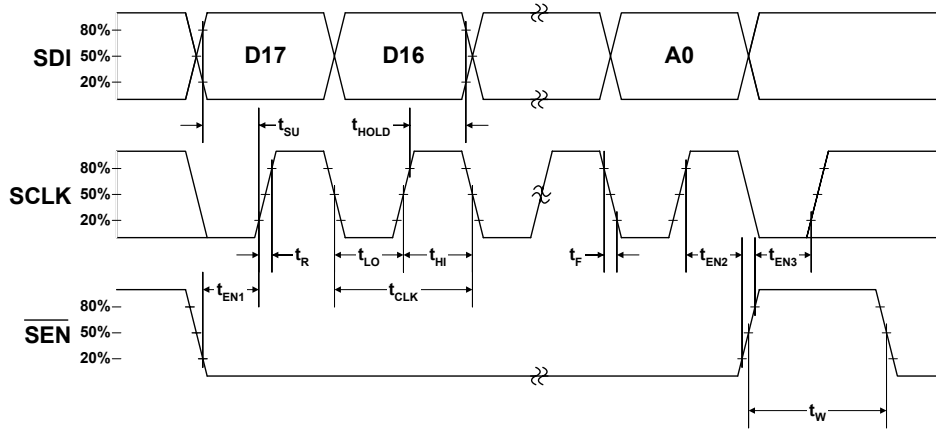 80%
SDI 50% D17 D16 A0
20%
tSU tHOLD
80%
SCLK 50%
20%
tR tLO tHI tF tEN2 tEN3
tEN1 tCLK
80%
SEN 50%
20%
tW